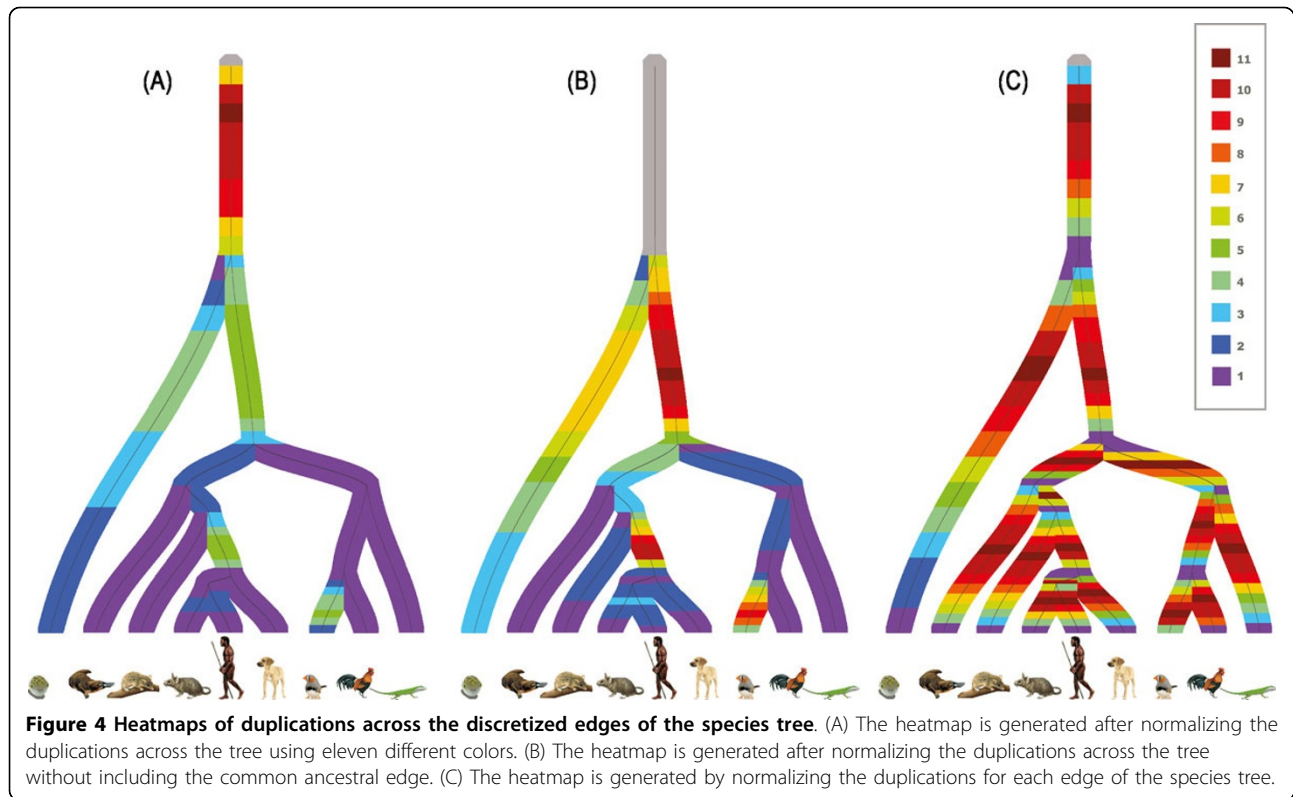 (A)
(B)
(C)
11
10
9
8
7
6
5
4
3
2
1
Figure 4 Heatmaps of duplications across the discretized edges of the species tree. (A) The heatmap is generated after normalizing the
duplications across the tree using eleven different colors. (B) The heatmap is generated after normalizing the duplications across the tree
without including the common ancestral edge. (C) The heatmap is generated by normalizing the duplications for each edge of the species tree.